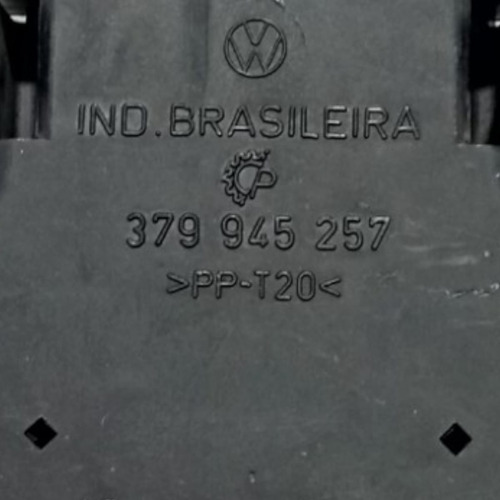 IND. BRASILEIRA
379 945 257
>PP-T20<